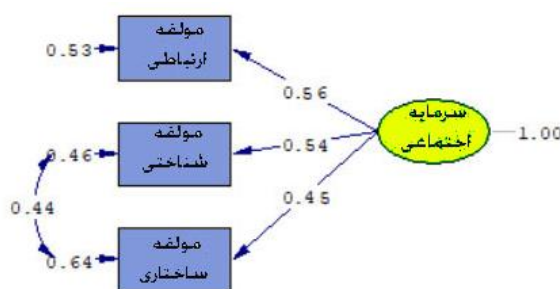 0.53
مولفه
ارتباطی
0.56
سرمایه
اجتماعی
1.00
0.46
مولفه
شناختی
0.54
0.44
0.45
0.64
مولفه
ساختاری